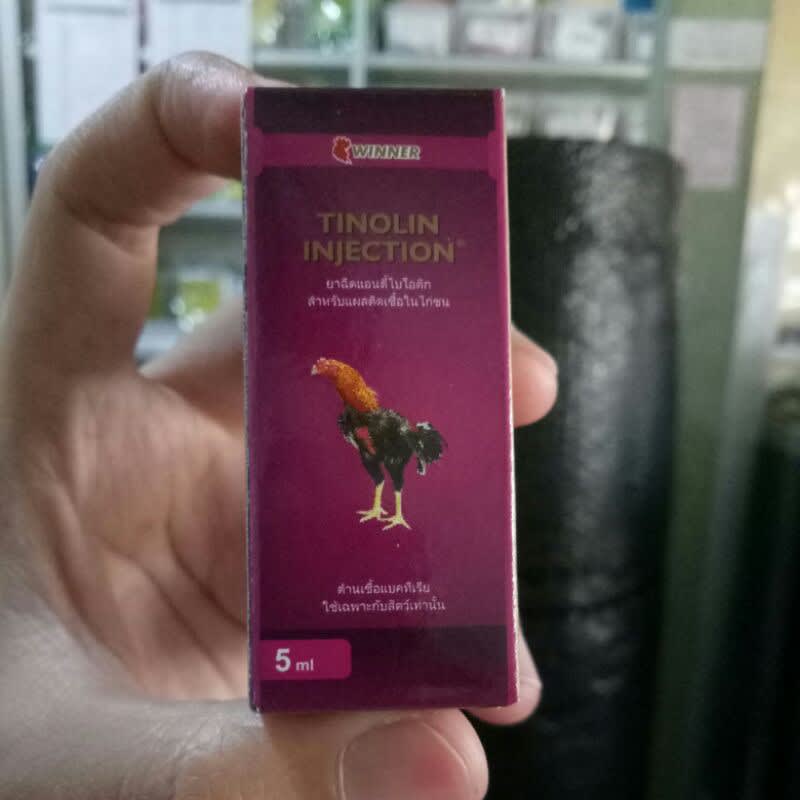 WINNER
TINOLIN
INJECTION®
ยาฉีดแอนตี้ไบโอติก
สำหรับแผลติดเชื้อในไก่ชน
ต้านเชื้อแบคทีเรีย
ใช้เฉพาะกับสัตว์เท่านั้น
5 ml